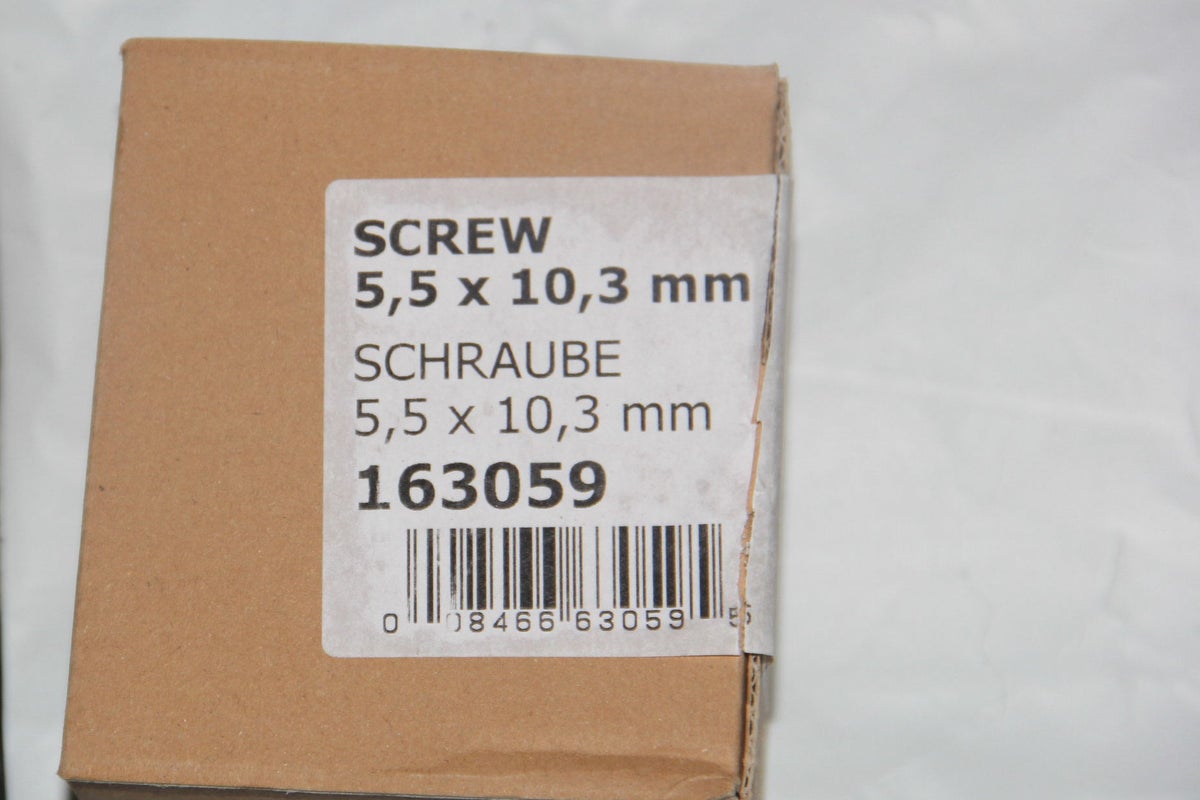 SCREW
5,5 x 10,3 mm
SCHRAUBE
5,5 x 10,3 mm
163059
0 08466 63059 5